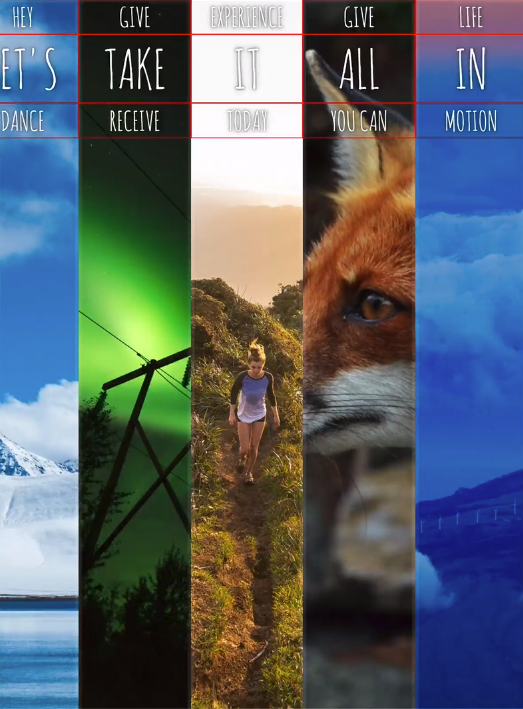 HEY
ET'S
DANCE
GIVE
TAKE
RECEIVE
EXPERIENCE
IT
TODAY
GIVE
ALL
YOU CAN
LIFE
IN
MOTION